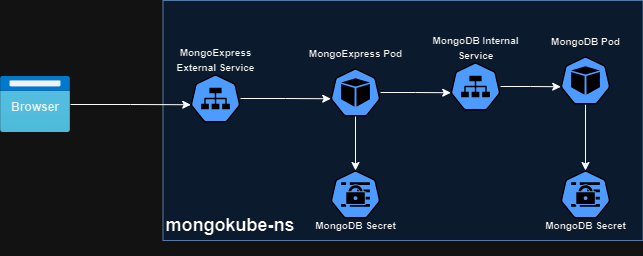 Browser
MongoExpress
External Service
MongoExpress Pod
MongoDB Internal
Service
MongoDB Pod
MongoDB Secret
MongoDB Secret
mongokube-ns